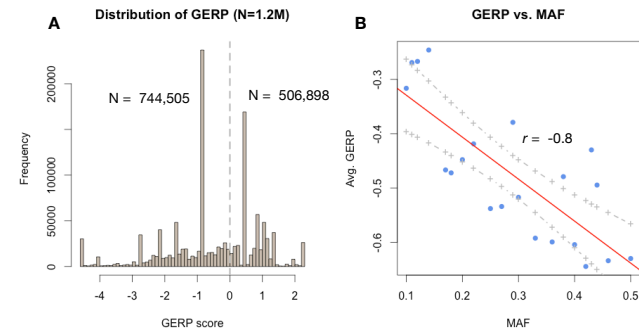 A
Distribution of GERP (N=1.2M)
N = 744,505
N = 506,898
Frequency
0
50000
100000
200000
-4 -3 -2 -1 0 1 2
GERP score
B
GERP vs. MAF
r = -0.8
Avg. GERP
-0.3
-0.4
-0.5
-0.6
0.1 0.2 0.3 0.4 0.5
MAF